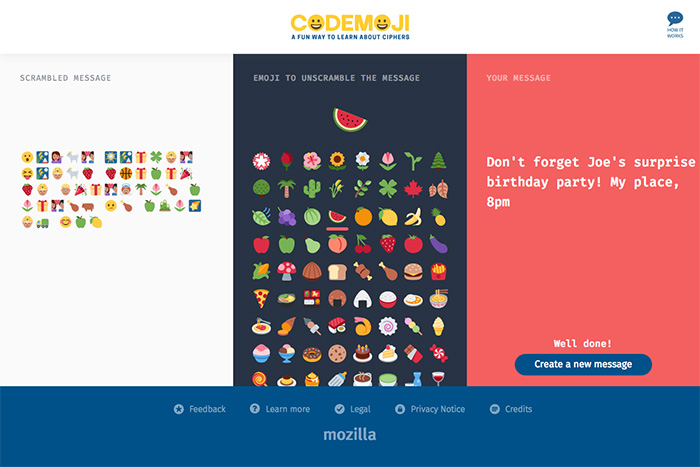 CODEMOJI
A FUN WAY TO LEARN ABOUT CIPHERS
HOW IT
WORKS
SCRAMBLED MESSAGE
EMOJI TO UNSCRAMBLE THE MESSAGE
YOUR MESSAGE
Don't forget Joe's surprise
birthday party! My place,
8pm
Well done!
Create a new message
Feedback
Learn more
Legal
Privacy Notice
Credits
mozilla